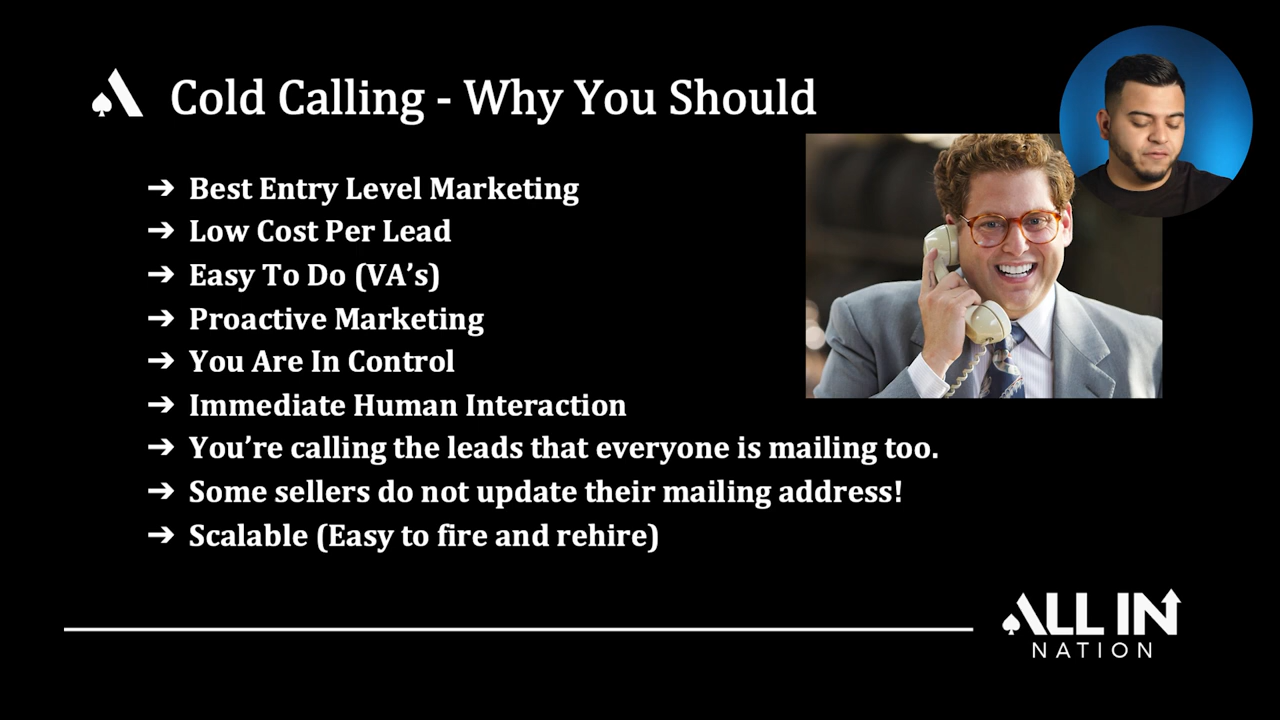 Cold Calling - Why You Should
➔ Best Entry Level Marketing
➔ Low Cost Per Lead
➔ Easy To Do (VA’s)
➔ Proactive Marketing
➔ You Are In Control
➔ Immediate Human Interaction
➔ You’re calling the leads that everyone is mailing too.
➔ Some sellers do not update their mailing address!
➔ Scalable (Easy to fire and rehire)
ALL IN
NATION